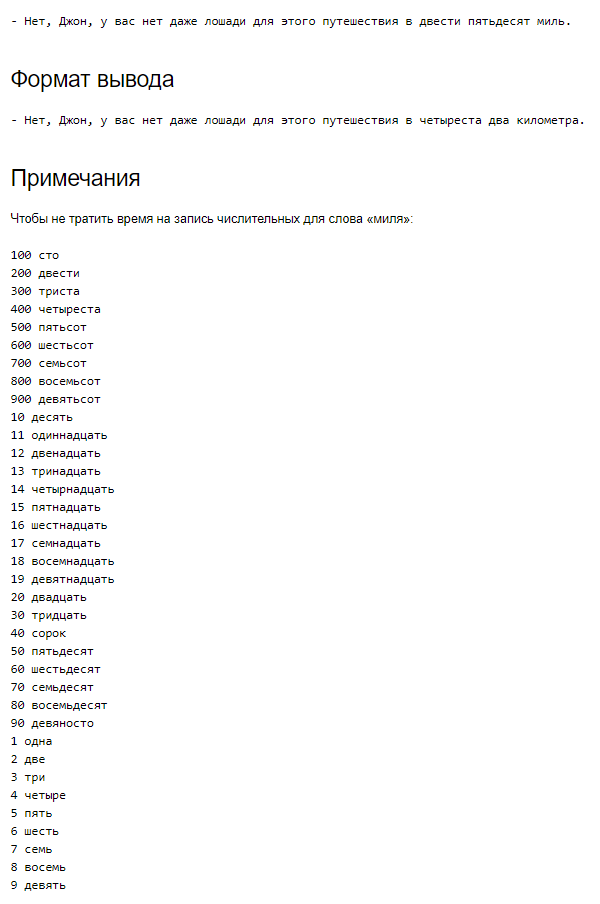 - Нет, Джон, у вас нет даже лошади для этого путешествия в двести пятьдесят миль.
Формат вывода
- Нет, Джон, у вас нет даже лошади для этого путешествия в четыреста два километра.
Примечания
Чтобы не тратить время на запись числительных для слова «миля»:
100 сто
200 двести
300 триста
400 четыреста
500 пятьсот
600 шестьсот
700 семьсот
800 восемьсот
900 девятьсот
10 десять
11 одиннадцать
12 двенадцать
13 тринадцать
14 четырнадцать
15 пятнадцать
16 шестнадцать
17 семнадцать
18 восемнадцать
19 девятнадцать
20 двадцать
30 тридцать
40 сорок
50 пятьдесят
60 шестьдесят
70 семьдесят
80 восемьдесят
90 девяносто
1 одна
2 две
3 три
4 четыре
5 пять
6 шесть
7 семь
8 восемь
9 девять